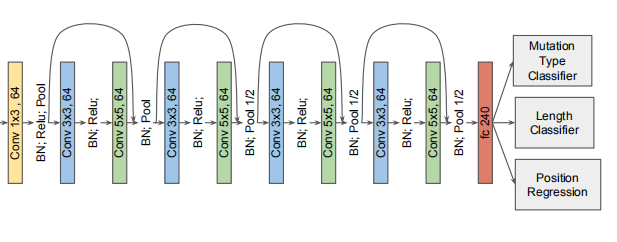 Conv 1x3 , 64
BN; Relu; Pool
Conv 3x3, 64
BN; Relu;
Conv 5x5, 64
BN; Pool
Conv 3x3, 64
BN; Relu;
Conv 5x5, 64
BN; Pool 1/2
Conv 3x3, 64
BN; Relu;
Conv 5x5, 64
BN; Pool 1/2
Conv 3x3, 64
BN; Relu;
Conv 5x5, 64
BN; Pool 1/2
fc 240
Mutation
Type
Classifier
Length
Classifier
Position
Regression